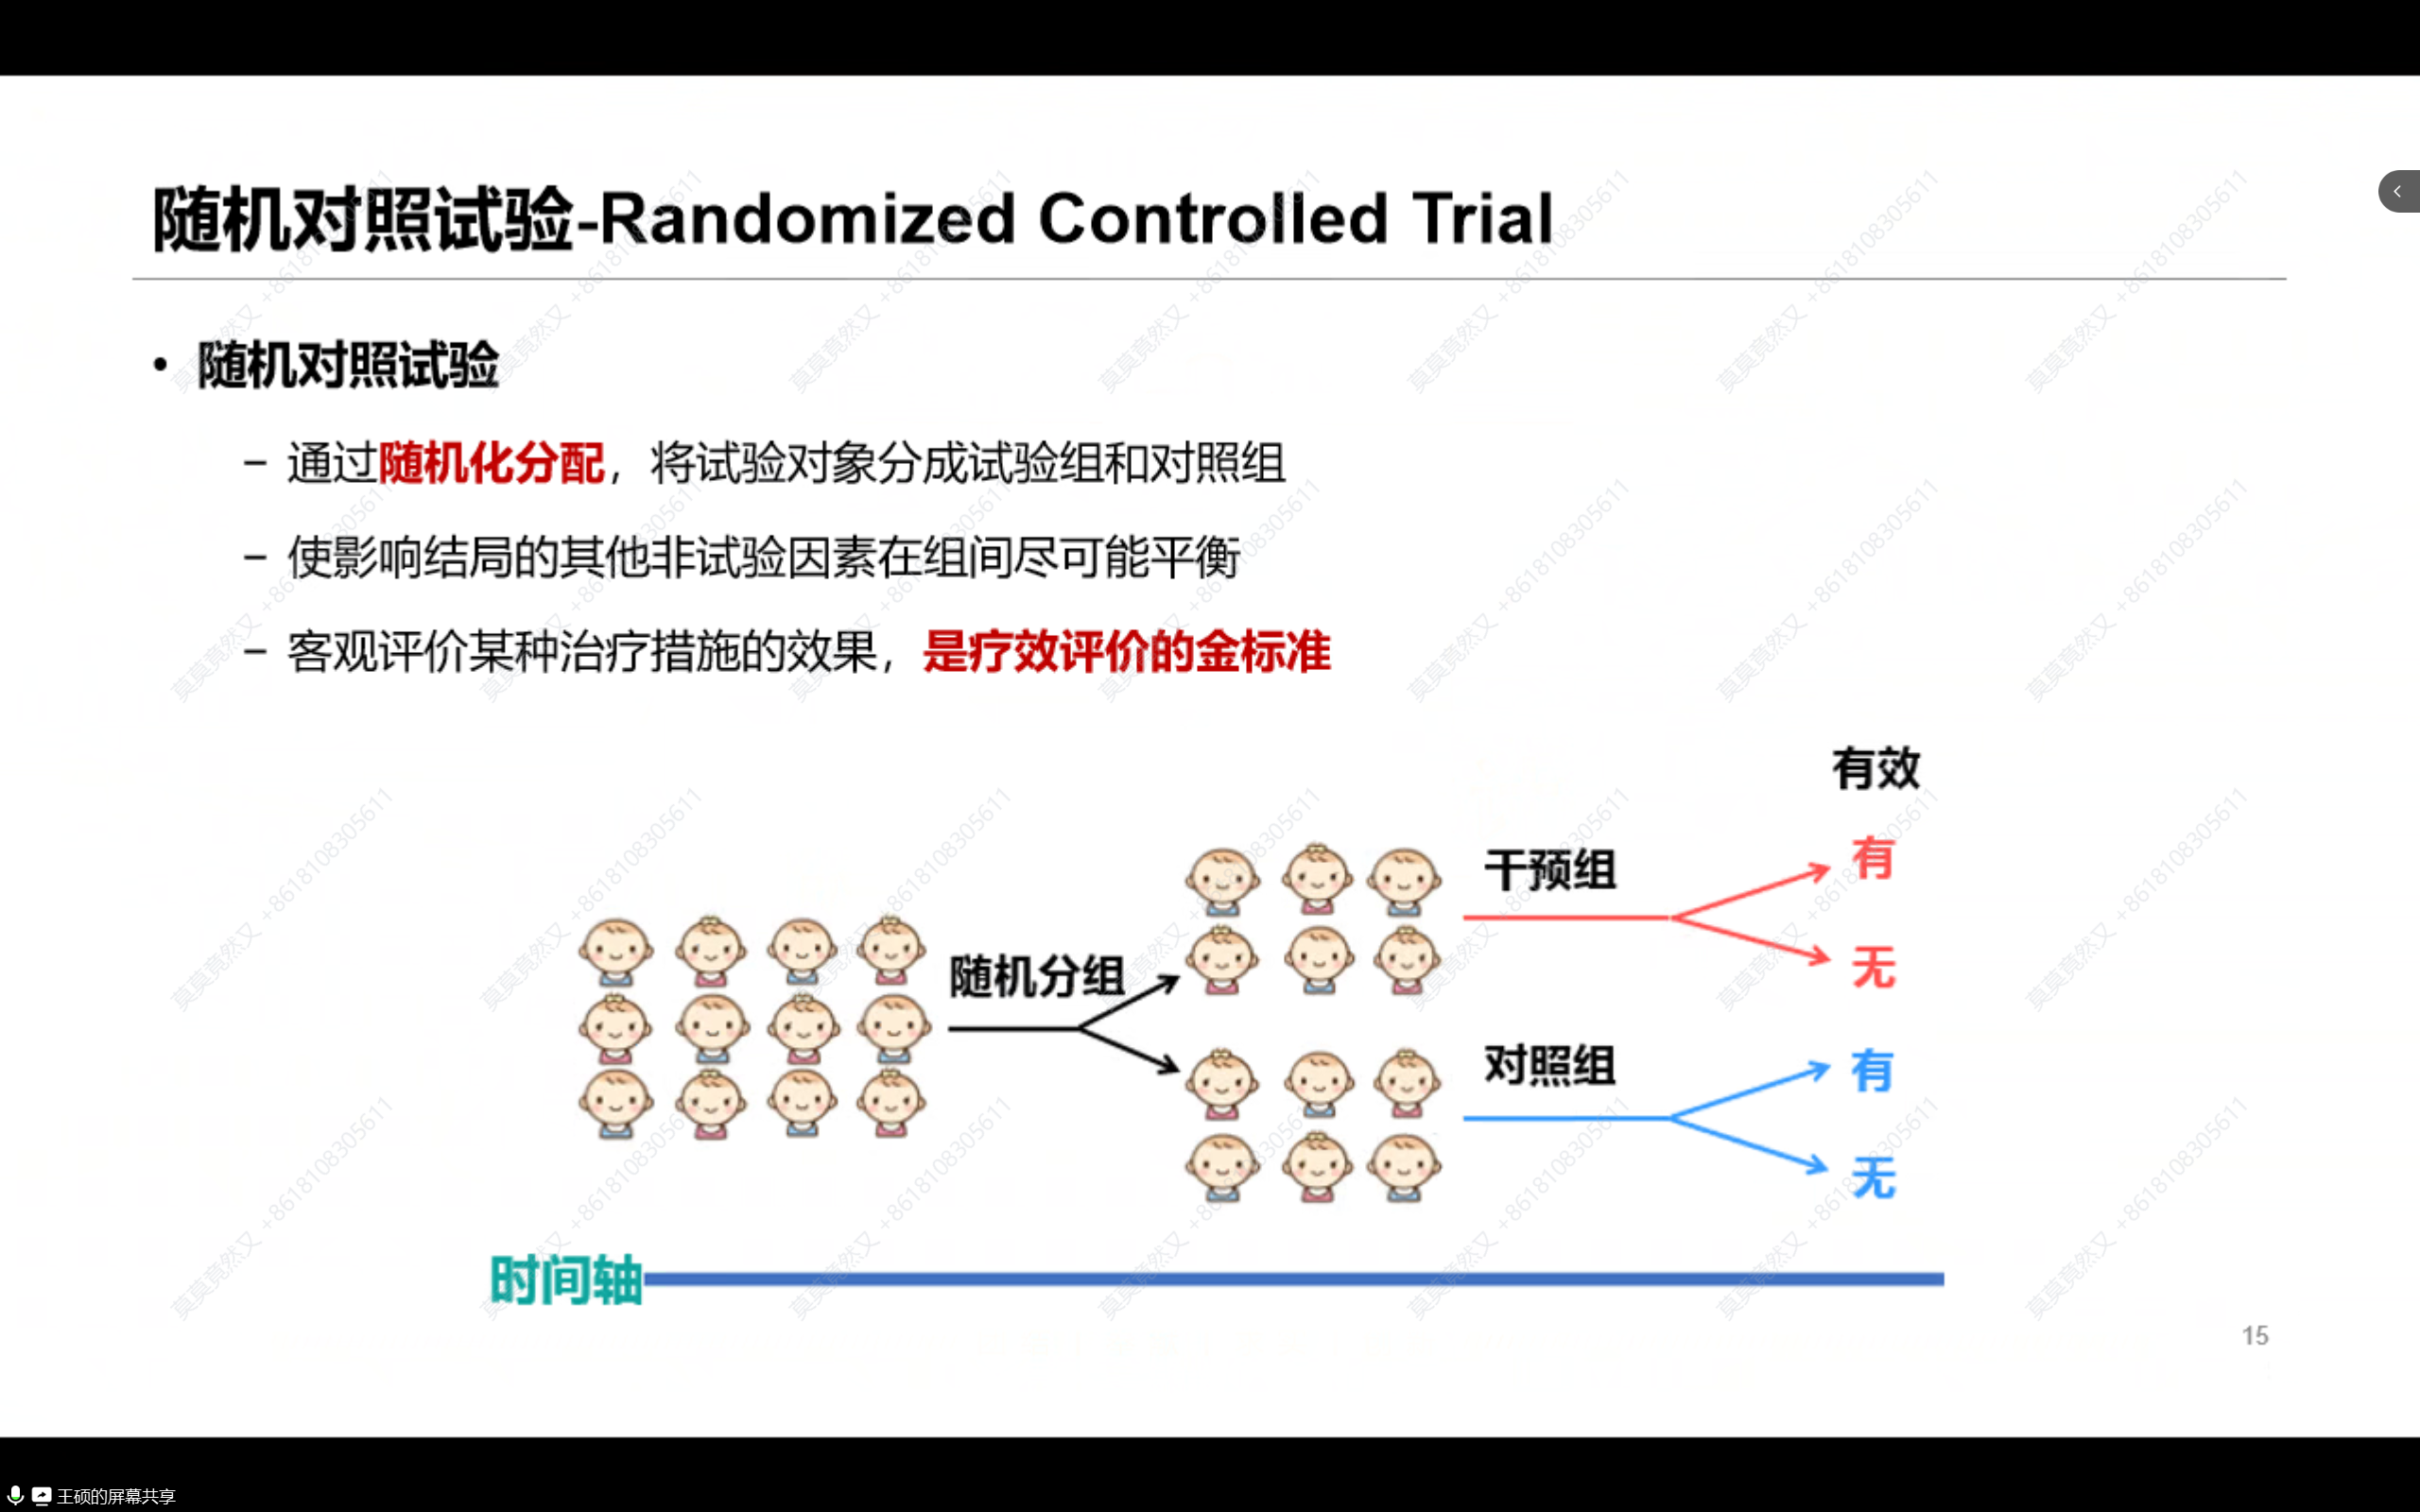 随机对照试验-Randomized Controlled Trial
• 随机对照试验
– 通过随机化分配，将试验对象分成试验组和对照组
– 使影响结局的其他非试验因素在组间尽可能平衡
– 客观评价某种治疗措施的效果，是疗效评价的金标准
有效
干预组
有
无
随机分组
对照组
有
无
时间轴
15
王硕的屏幕共享
莫莫竟然又 +8618108305611